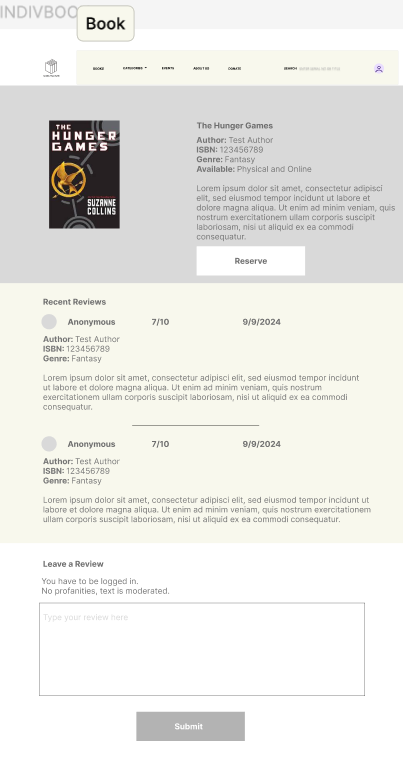 INDIVBOO
Book
BOOKS CATEGORIES EVENTS ABOUT US DONATE SEARCH
THE
HUNGER
GAMES
SUZANNE
COLLINS
The Hunger Games
Author: Test Author
ISBN: 123456789
Genre: Fantasy
Available: Physical and Online
Lorem ipsum dolor sit amet, consectetur adipisci
elit, sed eiusmod tempor incidunt ut labore et
dolore magna aliqua. Ut enim ad minim veniam, quis
nostrum exercitationem ullam corporis suscipit
laboriosam, nisi ut aliquid ex ea commodi
consequatur.
Reserve
Recent Reviews
Anonymous 7/10 9/9/2024
Author: Test Author
ISBN: 123456789
Genre: Fantasy
Lorem ipsum dolor sit amet, consectetur adipisci elit, sed eiusmod tempor incidunt
ut labore et dolore magna aliqua. Ut enim ad minim veniam, quis nostrum
exercitationem ullam corporis suscipit laboriosam, nisi ut aliquid ex ea commodi
consequatur.
Anonymous 7/10 9/9/2024
Author: Test Author
ISBN: 123456789
Genre: Fantasy
Lorem ipsum dolor sit amet, consectetur adipisci elit, sed eiusmod tempor incidunt ut
labore et dolore magna aliqua. Ut enim ad minim veniam, quis nostrum exercitationem
ullam corporis suscipit laboriosam, nisi ut aliquid ex ea commodi consequatur.
Leave a Review
You have to be logged in.
No profanities, text is moderated.
Type your review here
Submit